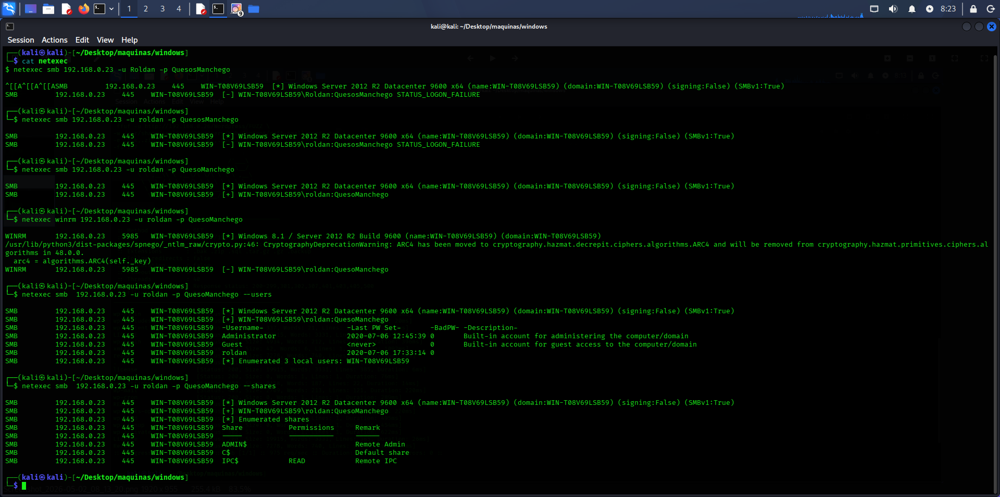 1 2 3 4 9 8:23
kali@kali: ~/Desktop/maquinas/windows
Session Actions Edit View Help
┌──(kali㉿kali)-[~/Desktop/maquinas/windows]
└─$ cat netexec
$ netexec smb 192.168.0.23 -u Roldan -p QuesosManchego
^[[A^[[A^[[ASMB 192.168.0.23 445 WIN-T08V69LSB59 [*] Windows Server 2012 R2 Datacenter 9600 x64 (name:WIN-T08V69LSB59) (domain:WIN-T08V69LSB59) (signing:False) (SMBv1:True)
SMB 192.168.0.23 445 WIN-T08V69LSB59 [-] WIN-T08V69LSB59\Roldan:QuesosManchego STATUS_LOGON_FAILURE
┌──(kali㉿kali)-[~/Desktop/maquinas/windows]
└─$ netexec smb 192.168.0.23 -u roldan -p QuesosManchego
SMB 192.168.0.23 445 WIN-T08V69LSB59 [*] Windows Server 2012 R2 Datacenter 9600 x64 (name:WIN-T08V69LSB59) (domain:WIN-T08V69LSB59) (signing:False) (SMBv1:True)
SMB 192.168.0.23 445 WIN-T08V69LSB59 [-] WIN-T08V69LSB59\roldan:QuesosManchego STATUS_LOGON_FAILURE
┌──(kali㉿kali)-[~/Desktop/maquinas/windows]
└─$ netexec smb 192.168.0.23 -u roldan -p QuesoManchego
SMB 192.168.0.23 445 WIN-T08V69LSB59 [*] Windows Server 2012 R2 Datacenter 9600 x64 (name:WIN-T08V69LSB59) (domain:WIN-T08V69LSB59) (signing:False) (SMBv1:True)
SMB 192.168.0.23 445 WIN-T08V69LSB59 [+] WIN-T08V69LSB59\roldan:QuesoManchego
┌──(kali㉿kali)-[~/Desktop/maquinas/windows]
└─$ netexec winrm 192.168.0.23 -u roldan -p QuesoManchego
WINRM 192.168.0.23 5985 WIN-T08V69LSB59 [*] Windows 8.1 / Server 2012 R2 Build 9600 (name:WIN-T08V69LSB59) (domain:WIN-T08V69LSB59)
/usr/lib/python3/dist-packages/spnego/_ntlm_raw/crypto.py:46: CryptographyDeprecationWarning: ARC4 has been moved to cryptography.hazmat.decrepit.ciphers.algorithms.ARC4 and will be removed from cryptography.hazmat.primitives.ciphers.al
gorithms in 48.0.0.
arc4 = algorithms.ARC4(self._key)
WINRM 192.168.0.23 5985 WIN-T08V69LSB59 [-] WIN-T08V69LSB59\roldan:QuesoManchego
┌──(kali㉿kali)-[~/Desktop/maquinas/windows]
└─$ netexec smb 192.168.0.23 -u roldan -p QuesoManchego --users
SMB 192.168.0.23 445 WIN-T08V69LSB59 [*] Windows Server 2012 R2 Datacenter 9600 x64 (name:WIN-T08V69LSB59) (domain:WIN-T08V69LSB59) (signing:False) (SMBv1:True)
SMB 192.168.0.23 445 WIN-T08V69LSB59 [+] WIN-T08V69LSB59\roldan:QuesoManchego
SMB 192.168.0.23 445 WIN-T08V69LSB59 -Username- -Last PW Set- -BadPW- -Description-
SMB 192.168.0.23 445 WIN-T08V69LSB59 Administrator 2020-07-06 12:45:39 0 Built-in account for administering the computer/domain
SMB 192.168.0.23 445 WIN-T08V69LSB59 Guest <never> 0 Built-in account for guest access to the computer/domain
SMB 192.168.0.23 445 WIN-T08V69LSB59 roldan 2020-07-06 17:33:14 0
SMB 192.168.0.23 445 WIN-T08V69LSB59 [*] Enumerated 3 local users: WIN-T08V69LSB59
┌──(kali㉿kali)-[~/Desktop/maquinas/windows]
└─$ netexec smb 192.168.0.23 -u roldan -p QuesoManchego --shares
SMB 192.168.0.23 445 WIN-T08V69LSB59 [*] Windows Server 2012 R2 Datacenter 9600 x64 (name:WIN-T08V69LSB59) (domain:WIN-T08V69LSB59) (signing:False) (SMBv1:True)
SMB 192.168.0.23 445 WIN-T08V69LSB59 [+] WIN-T08V69LSB59\roldan:QuesoManchego
SMB 192.168.0.23 445 WIN-T08V69LSB59 [*] Enumerated shares
SMB 192.168.0.23 445 WIN-T08V69LSB59 Share Permissions Remark
SMB 192.168.0.23 445 WIN-T08V69LSB59 ----- ----------- ------
SMB 192.168.0.23 445 WIN-T08V69LSB59 ADMIN$ Remote Admin
SMB 192.168.0.23 445 WIN-T08V69LSB59 C$ Default share
SMB 192.168.0.23 445 WIN-T08V69LSB59 IPC$ READ Remote IPC
┌──(kali㉿kali)-[~/Desktop/maquinas/windows]
└─$